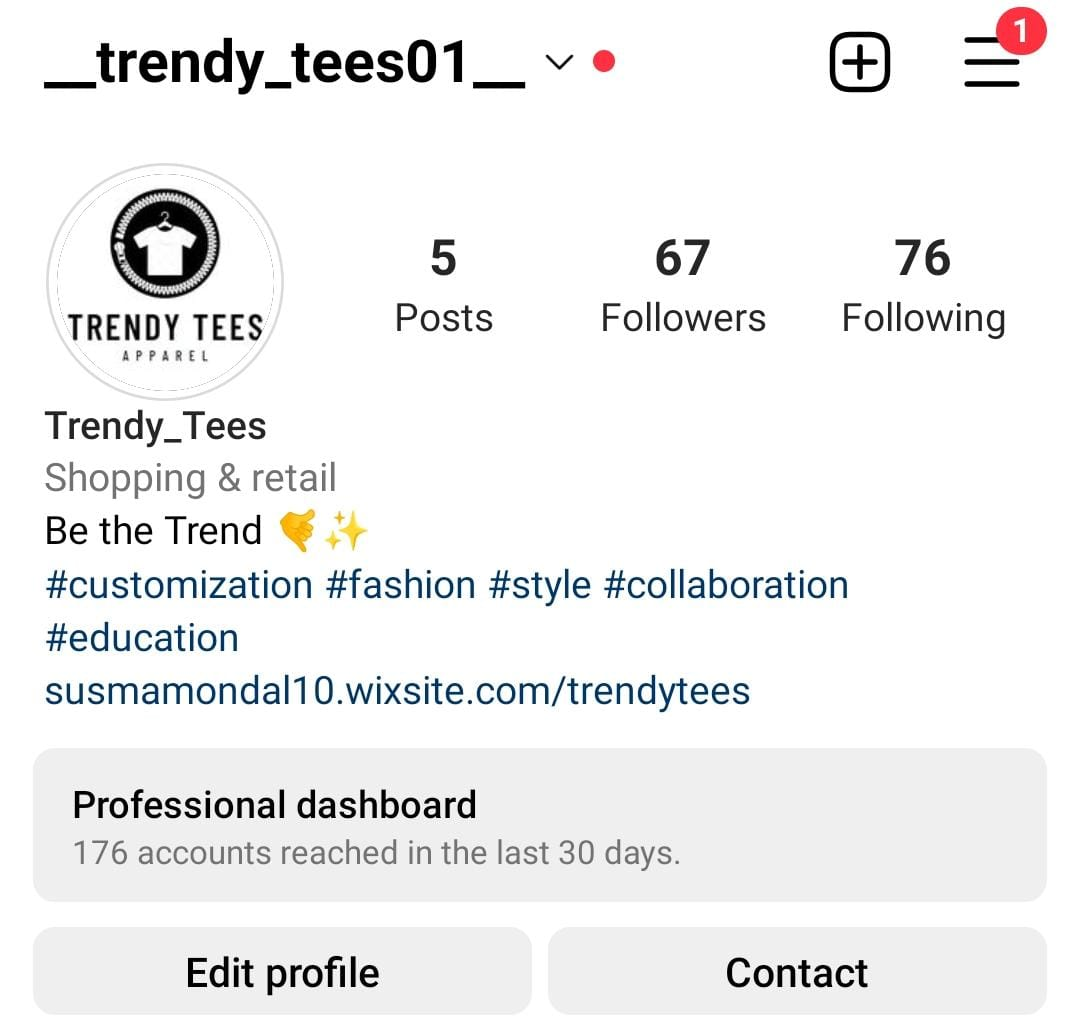 __trendy_tees01__
1
TRENDY TEES
APPAREL
5
Posts
67
Followers
76
Following
Trendy_Tees
Shopping & retail
Be the Trend 🤙✨
#customization #fashion #style #collaboration
#education
susmamondal10.wixsite.com/trendytees
Professional dashboard
176 accounts reached in the last 30 days.
Edit profile
Contact